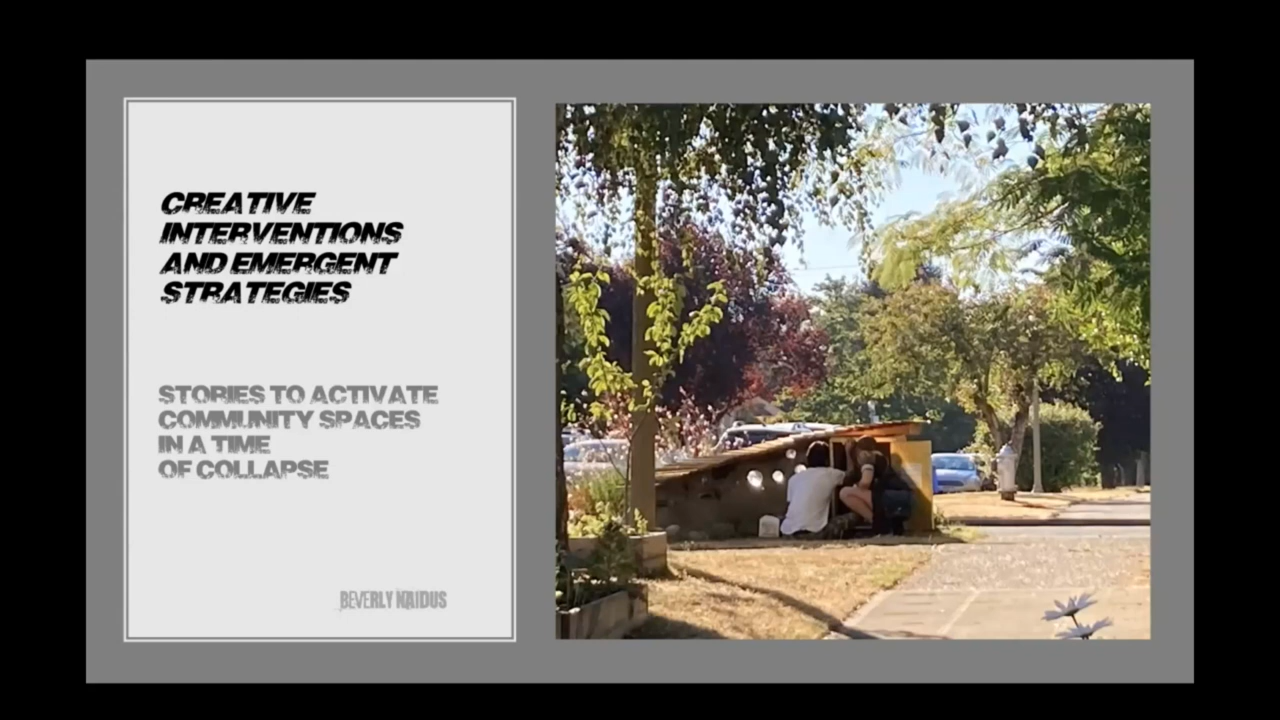 CREATIVE
INTERVENTIONS
AND EMERGENT
STRATEGIES
STORIES TO ACTIVATE
COMMUNITY SPACES
IN A TIME
OF COLLAPSE
BEVERLY NAIDUS